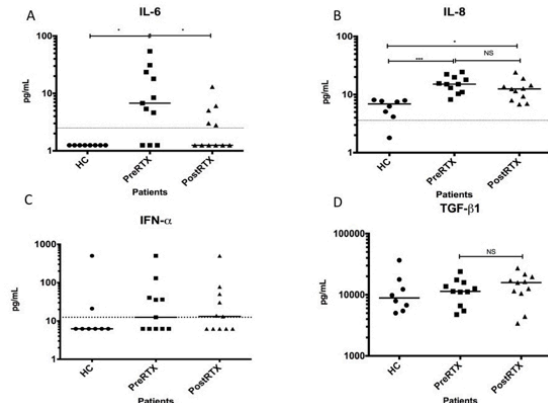 A
IL-6
*
*
100
10
1
pg/mL
HC
PreRTX
PostRTX
Patients
B
IL-8
*
***
NS
100
10
1
pg/mL
HC
PreRTX
PostRTX
Patients
C
IFN-α
1000
100
10
1
pg/mL
HC
PreRTX
PostRTX
Patients
D
TGF-β1
NS
100000
10000
1000
pg/mL
HC
PreRTX
PostRTX
Patients